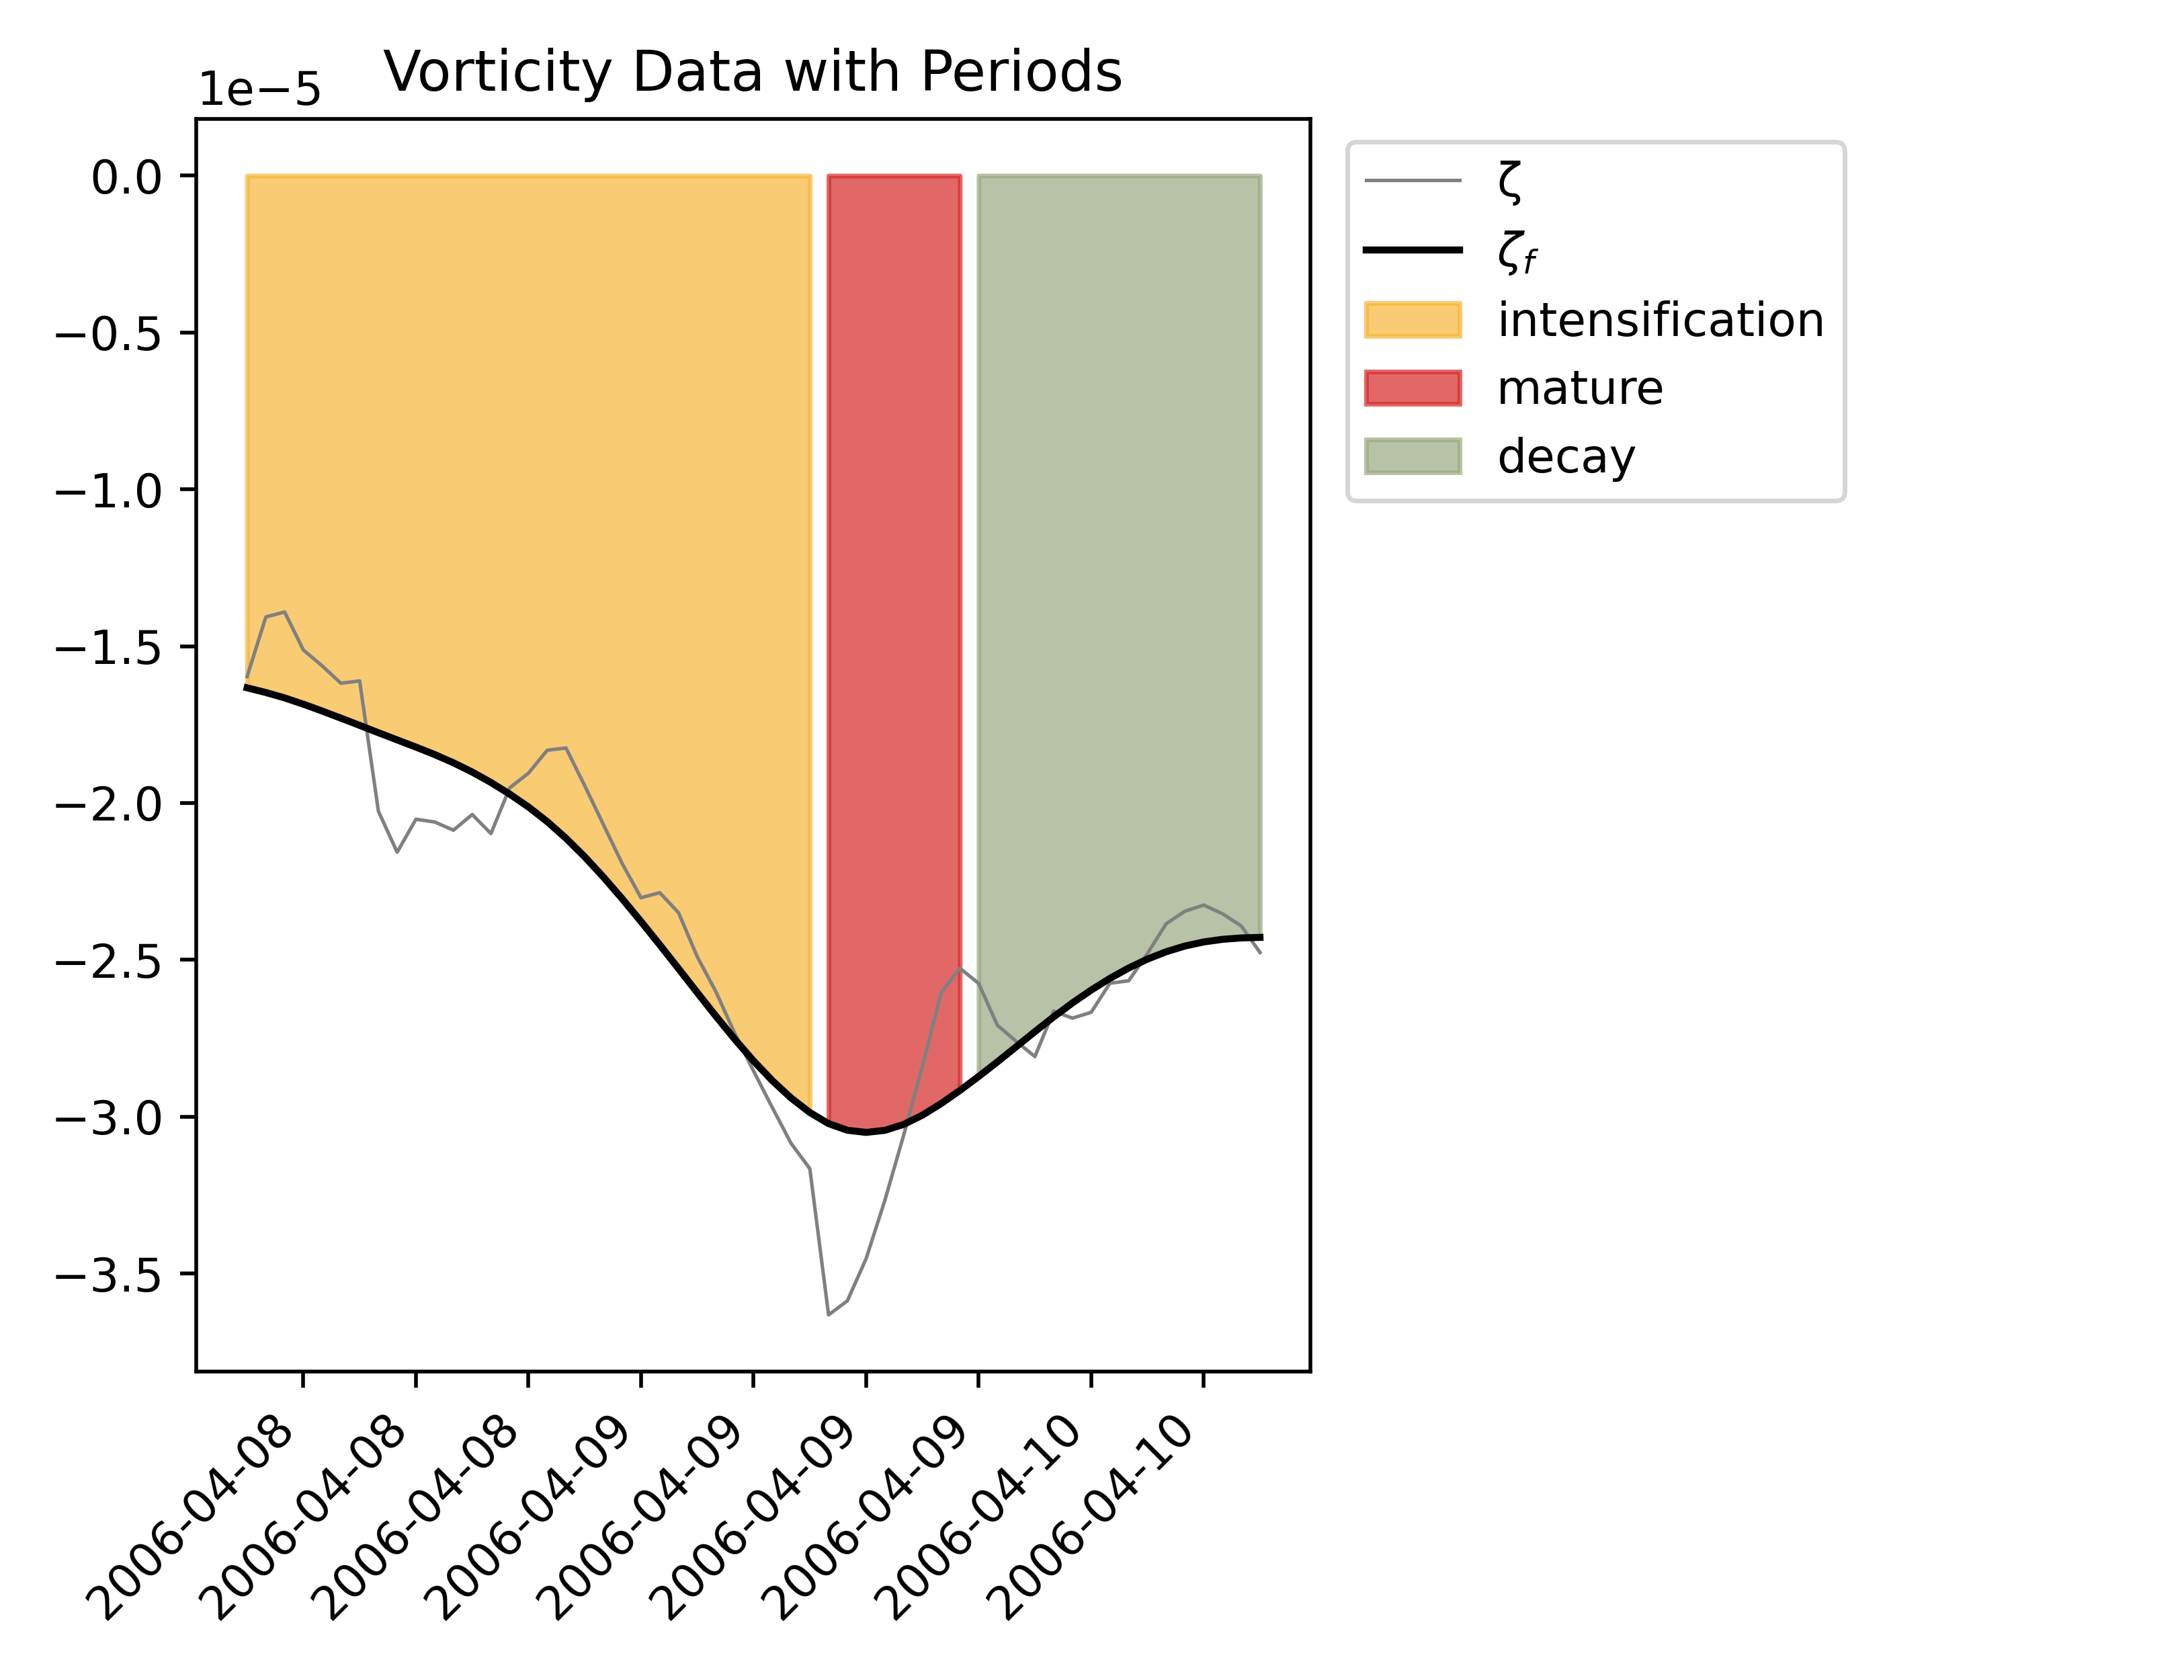 Vorticity Data with Periods
1e−5
0.0
−0.5
−1.0
−1.5
−2.0
−2.5
−3.0
−3.5
2006-04-08
2006-04-08
2006-04-08
2006-04-09
2006-04-09
2006-04-09
2006-04-09
2006-04-10
2006-04-10
ζ
ζf
intensification
mature
decay